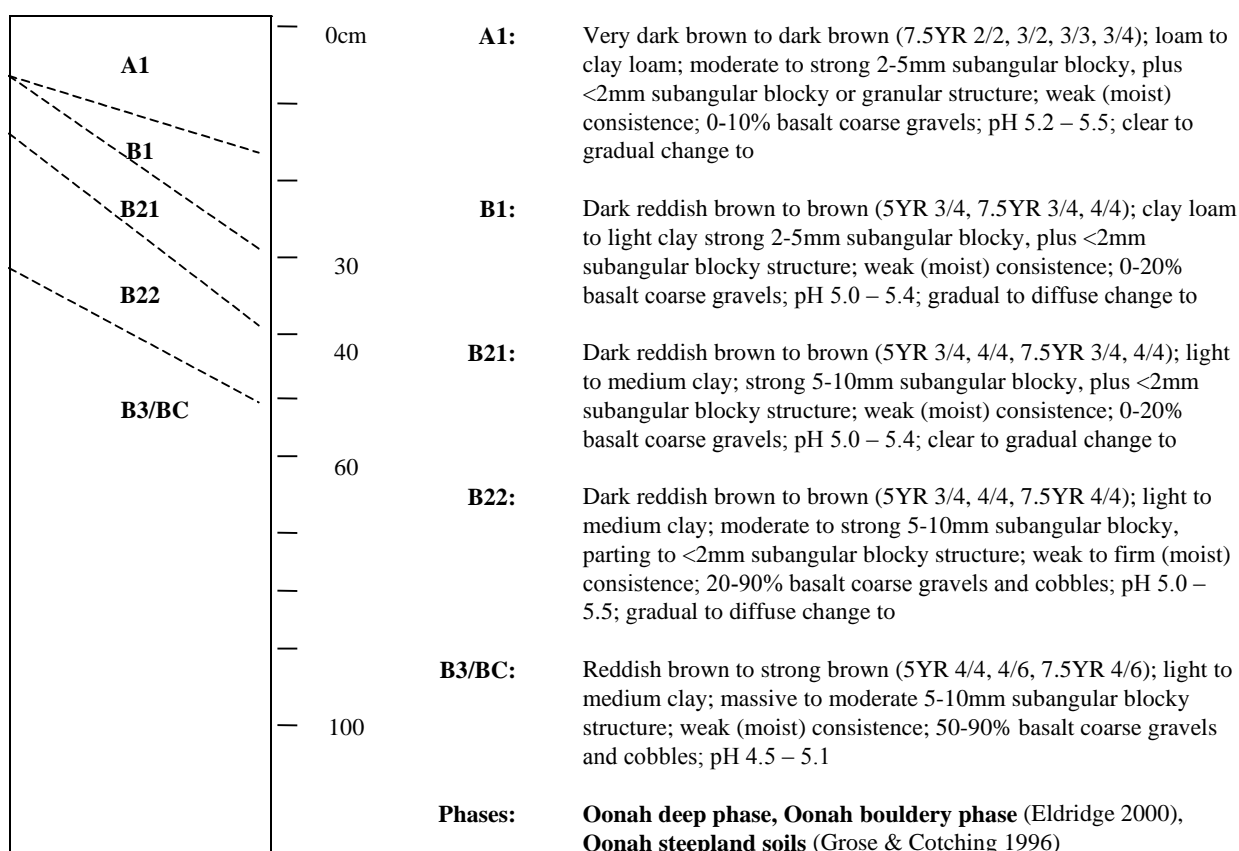 A1
B1
B21
B22
B3/BC
0cm
30
40
60
100
A1: Very dark brown to dark brown (7.5YR 2/2, 3/2, 3/3, 3/4); loam to
clay loam; moderate to strong 2-5mm subangular blocky, plus
<2mm subangular blocky or granular structure; weak (moist)
consistence; 0-10% basalt coarse gravels; pH 5.2 – 5.5; clear to
gradual change to
B1: Dark reddish brown to brown (5YR 3/4, 7.5YR 3/4, 4/4); clay loam
to light clay strong 2-5mm subangular blocky, plus <2mm
subangular blocky structure; weak (moist) consistence; 0-20%
basalt coarse gravels; pH 5.0 – 5.4; gradual to diffuse change to
B21: Dark reddish brown to brown (5YR 3/4, 4/4, 7.5YR 3/4, 4/4); light
to medium clay; strong 5-10mm subangular blocky, plus <2mm
subangular blocky structure; weak (moist) consistence; 0-20%
basalt coarse gravels; pH 5.0 – 5.4; clear to gradual change to
B22: Dark reddish brown to brown (5YR 3/4, 4/4, 7.5YR 4/4); light to
medium clay; moderate to strong 5-10mm subangular blocky,
parting to <2mm subangular blocky structure; weak to firm (moist)
consistence; 20-90% basalt coarse gravels and cobbles; pH 5.0 –
5.5; gradual to diffuse change to
B3/BC: Reddish brown to strong brown (5YR 4/4, 4/6, 7.5YR 4/6); light to
medium clay; massive to moderate 5-10mm subangular blocky
structure; weak (moist) consistence; 50-90% basalt coarse gravels
and cobbles; pH 4.5 – 5.1
Phases: Oonah deep phase, Oonah bouldery phase (Eldridge 2000),
Oonah steepland soils (Grose & Cotching 1996)